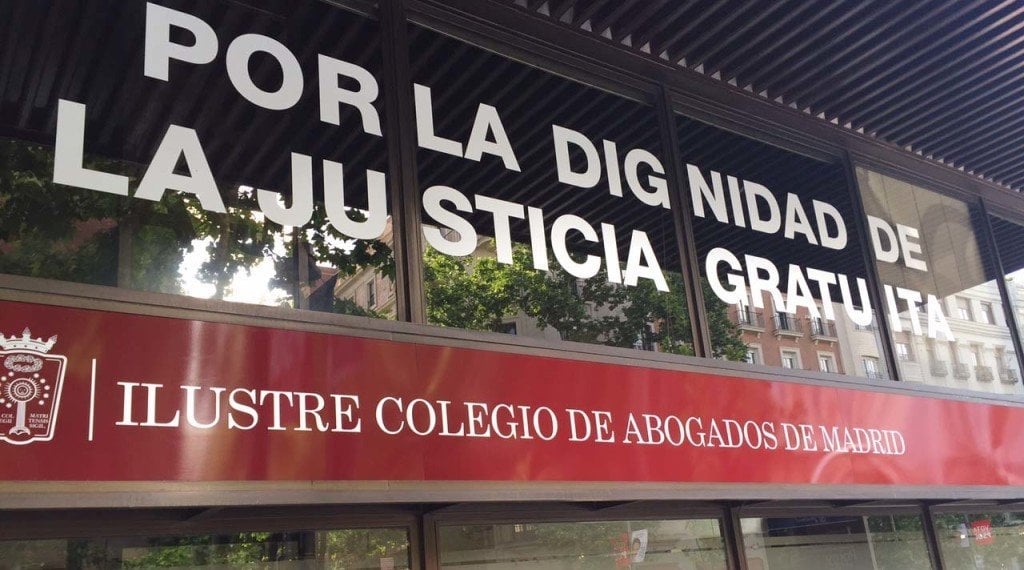 POR LA DIGNIDAD DE
LA JUSTICIA GRATUITA
ILUSTRE COLEGIO DE ABOGADOS DE MADRID